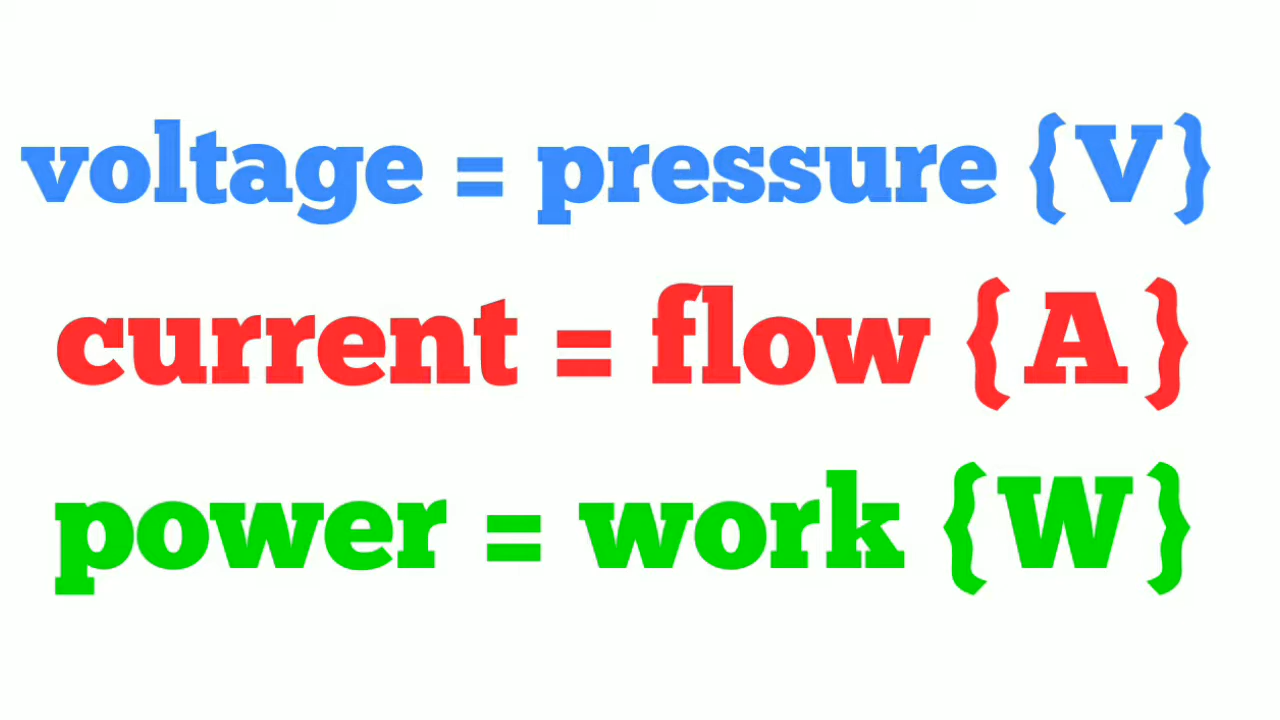 voltage = pressure {V}
current = flow {A}
power = work {W}